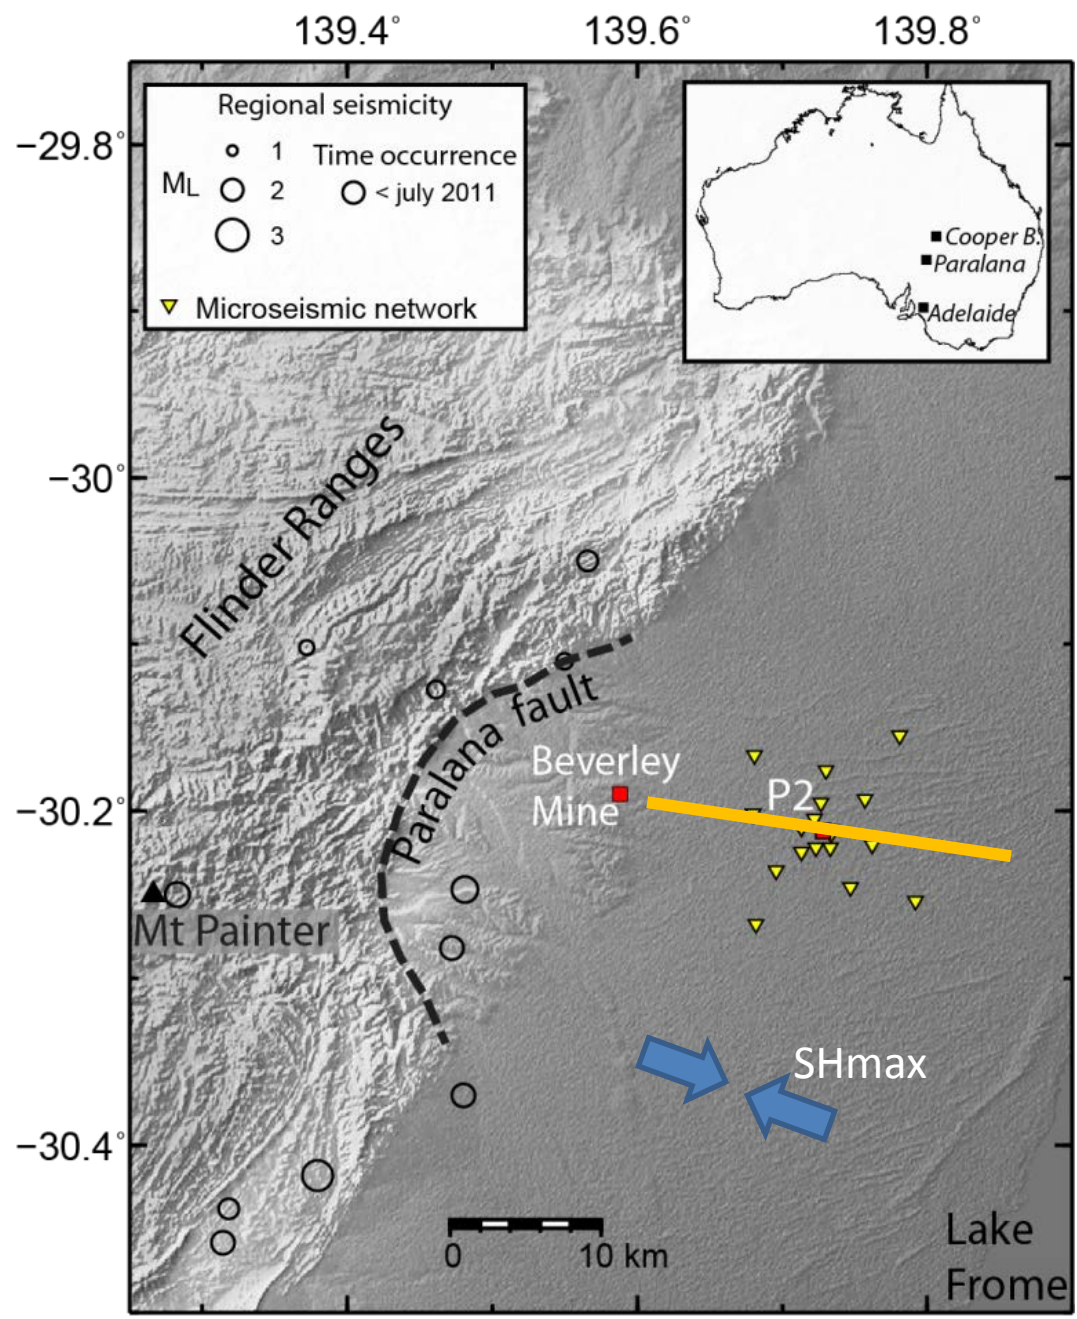 139.4°
139.6°
139.8°
−29.8°
−30°
−30.2°
−30.4°
Regional seismicity
ML
1
2
3
Time occurrence
< july 2011
Microseismic network
Cooper B.
Paralana
Adelaide
Flinder Ranges
Paralana fault
Beverley
Mine
P2
Mt Painter
SHmax
0
10 km
Lake
Frome